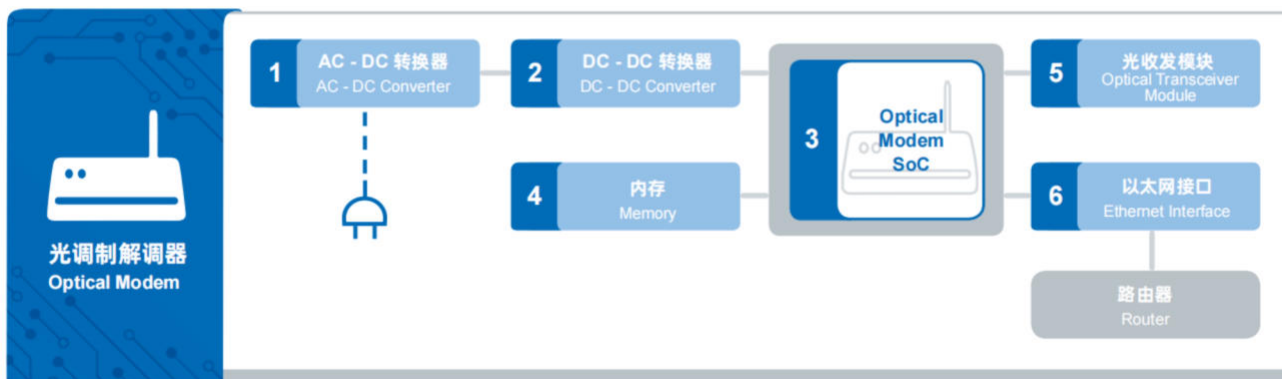 光调制解调器
Optical Modem
1
AC - DC 转换器
AC - DC Converter
2
DC - DC 转换器
DC - DC Converter
3
Optical
Modem
SoC
4
内存
Memory
5
光收发模块
Optical Transceiver
Module
6
以太网接口
Ethernet Interface
路由器
Router